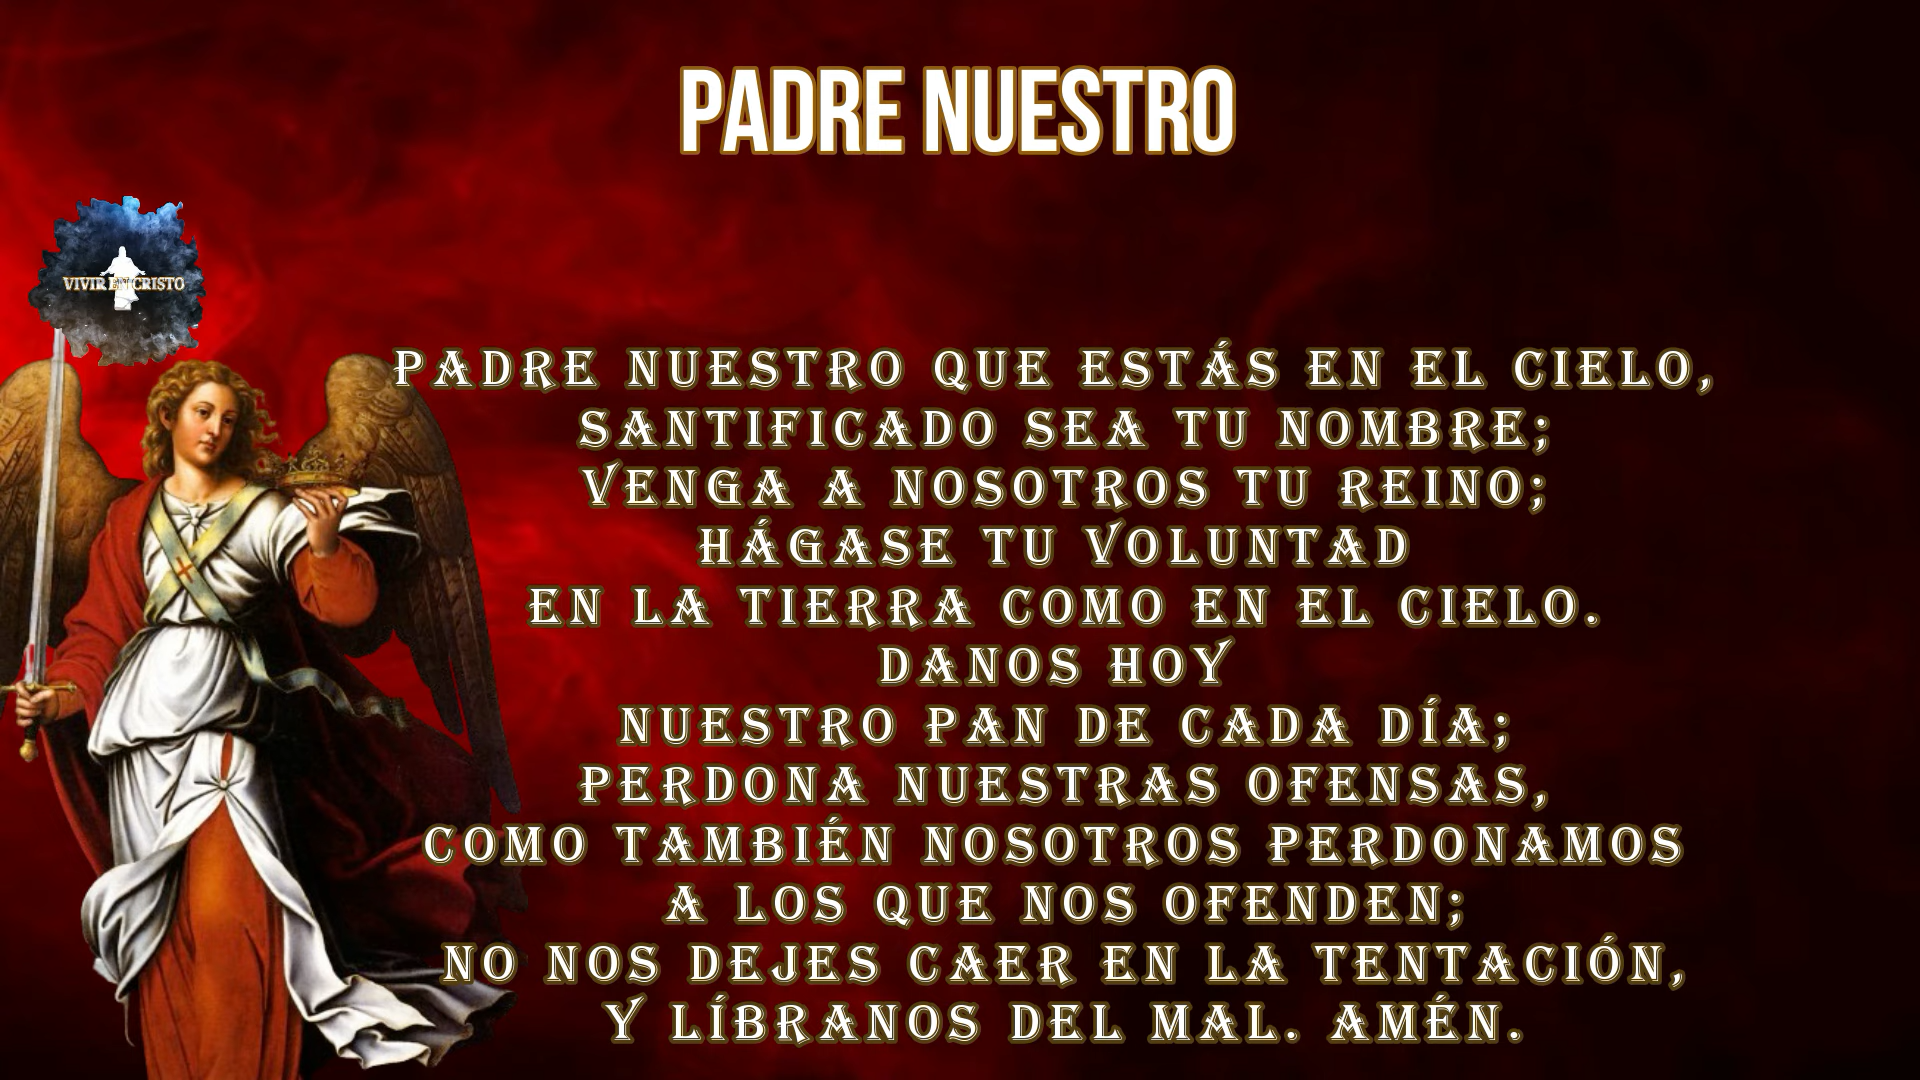 PADRE NUESTRO
VIVIR EN CRISTO
PADRE NUESTRO QUE ESTÁS EN EL CIELO,
SANTIFICADO SEA TU NOMBRE;
VENGA A NOSOTROS TU REINO;
HÁGASE TU VOLUNTAD
EN LA TIERRA COMO EN EL CIELO.
DANOS HOY
NUESTRO PAN DE CADA DÍA;
PERDONA NUESTRAS OFENSAS,
COMO TAMBIÉN NOSOTROS PERDONAMOS
A LOS QUE NOS OFENDEN;
NO NOS DEJES CAER EN LA TENTACIÓN,
Y LÍBRANOS DEL MAL. AMÉN.